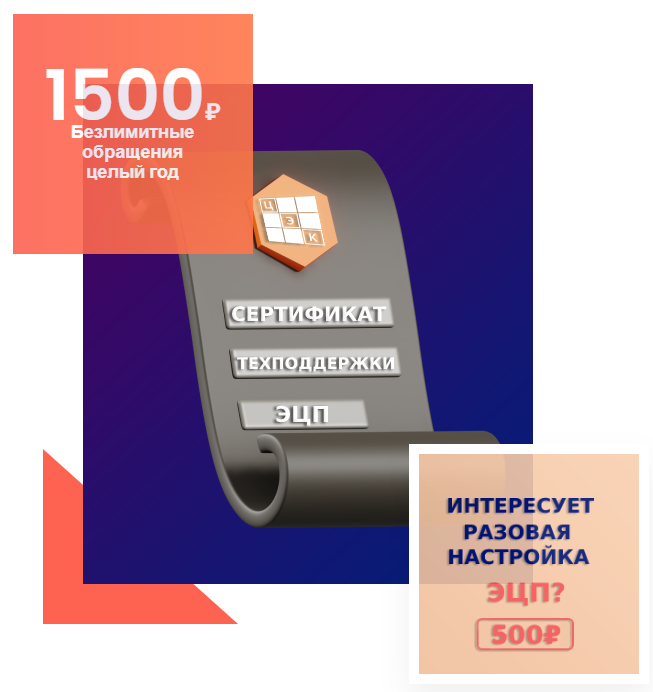 1500₽
Безлимитные
обращения
целый год
Ц
Э
К
СЕРТИФИКАТ
ТЕХПОДДЕРЖКИ
ЭЦП
ИНТЕРЕСУЕТ
РАЗОВАЯ
НАСТРОЙКА
ЭЦП?
500₽